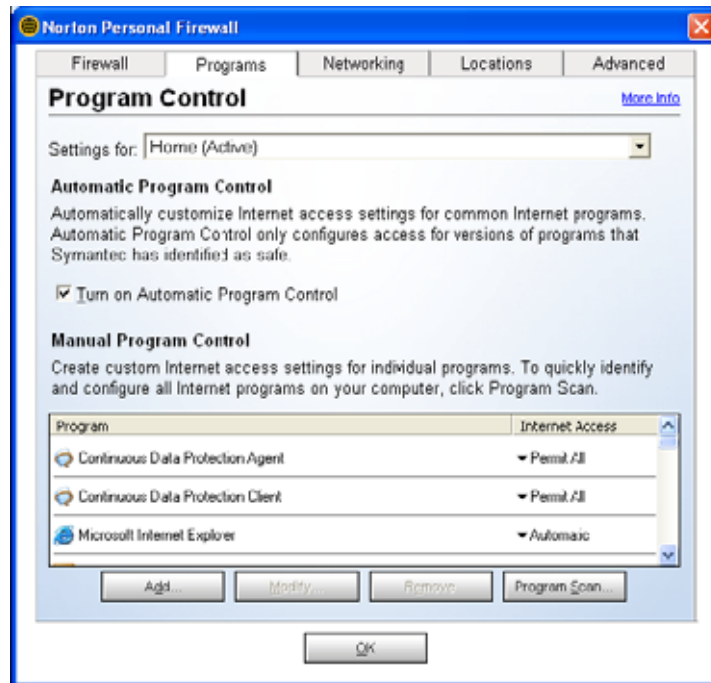 Norton Personal Firewall
Firewall Programs Networking Locations Advanced
Program Control More Info
Settings for: Home (Active)
Automatic Program Control
Automatically customize Internet access settings for common Internet programs.
Automatic Program Control only configures access for versions of programs that
Symantec has identified as safe.
Turn on Automatic Program Control
Manual Program Control
Create custom Internet access settings for individual programs. To quickly identify
and configure all Internet programs on your computer, click Program Scan.
Program Internet Access
Continuous Data Protection Agent Permit All
Continuous Data Protection Client Permit All
Microsoft Internet Explorer Automatic
Add... Modify... Remove Program Scan...
OK